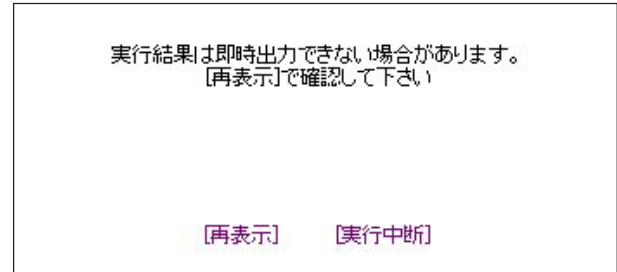 実行結果は即時出力できない場合があります。
[再表示]で確認して下さい
[再表示] [実行中断]